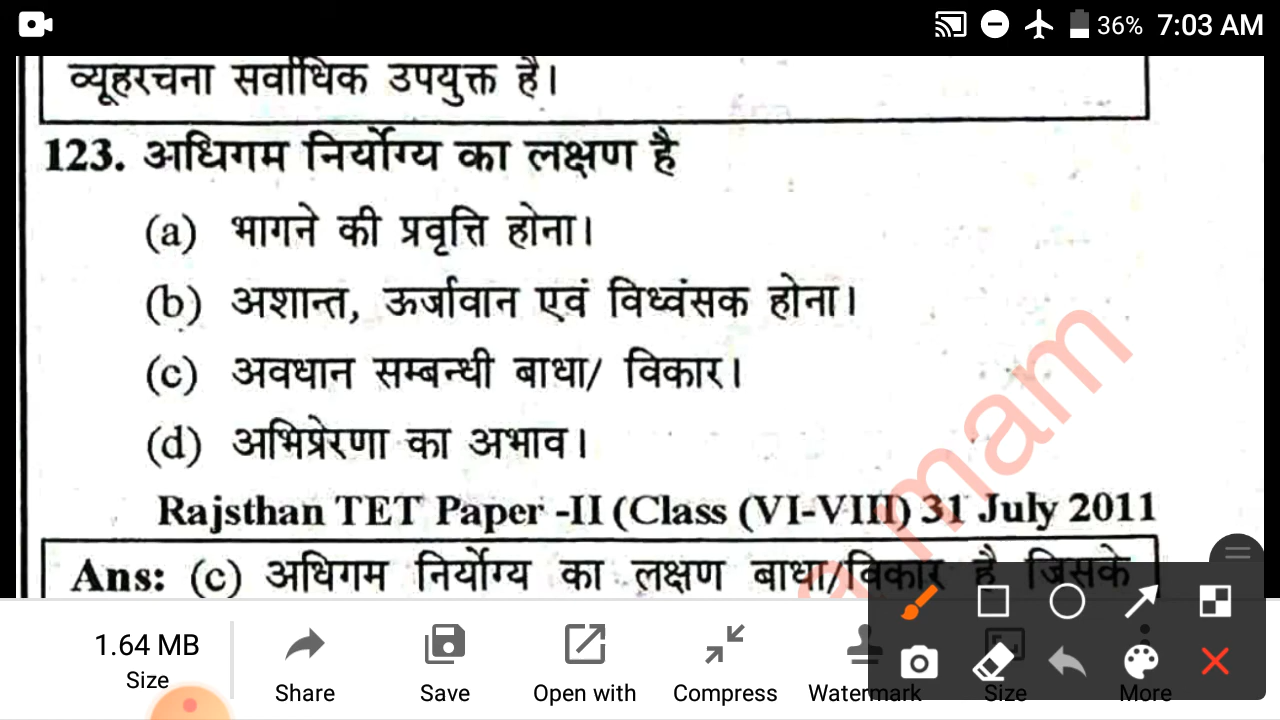 36% 7:03 AM
व्यूहरचना सर्वाधिक उपयुक्त है।
123. अधिगम निर्योग्य का लक्षण है
(a) भागने की प्रवृत्ति होना।
(b) अशान्त, ऊर्जावान एवं विध्वंसक होना।
(c) अवधान सम्बन्धी बाधा/ विकार।
(d) अभिप्रेरणा का अभाव।
Rajsthan TET Paper -II (Class (VI-VIII) 31 July 2011
Ans: (c) अधिगम निर्योग्य का लक्षण बाधा/विकार है जिसके
mam
1.64 MB
Size
Share
Save
Open with
Compress
Watermark
Size
More